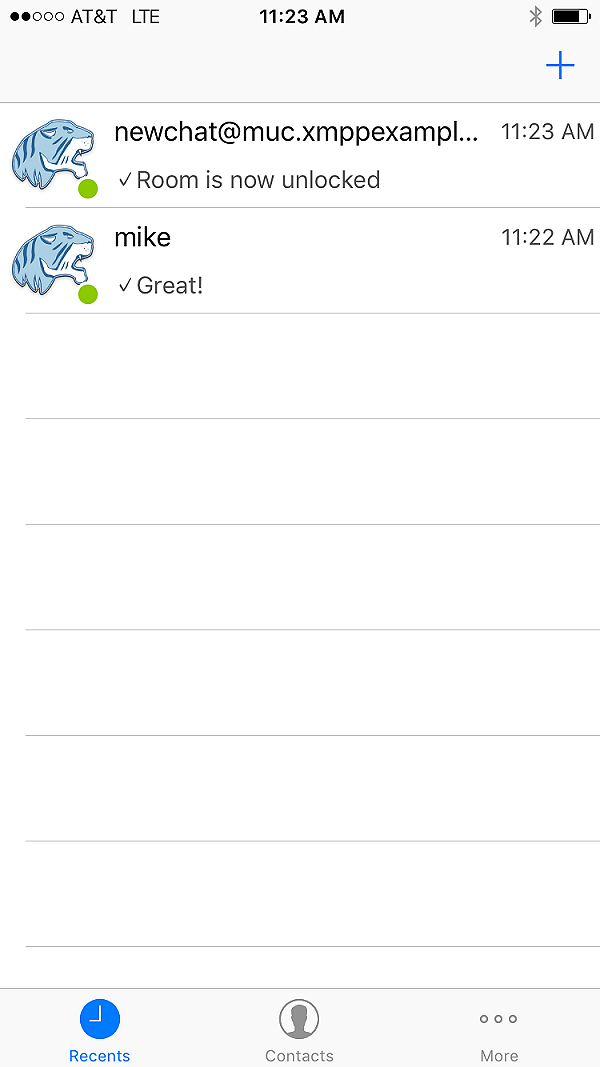 AT&T LTE 11:23 AM
newchat@muc.xmppexampl... 11:23 AM
✓Room is now unlocked
mike 11:22 AM
✓Great!
Recents Contacts More